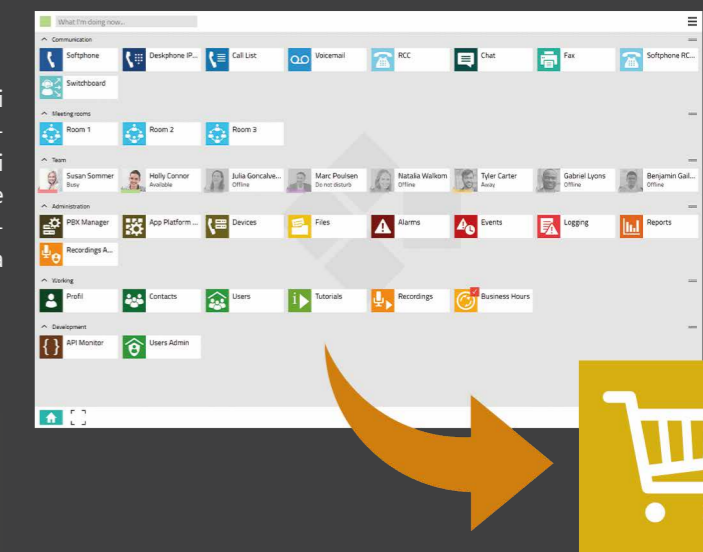 What I'm doing now...
Communication
Softphone
Deskphone IP...
Call List
Voicemail
RCC
Chat
Fax
Softphone RC...
Switchboard
Meeting rooms
Room 1
Room 2
Room 3
Team
Susan Sommer
Busy
Holly Connor
Available
Julia Goncalve...
Offline
Marc Poulsen
Do not disturb
Natalia Walkom
Offline
Tyler Carter
Away
Gabriel Lyons
Offline
Benjamin Gail...
Offline
Administration
PBX Manager
App Platform ...
Devices
Files
Alarms
Events
Logging
Reports
Recordings A...
Working
Profil
Contacts
Users
Tutorials
Recordings
Business Hours
Development
API Monitor
Users Admin